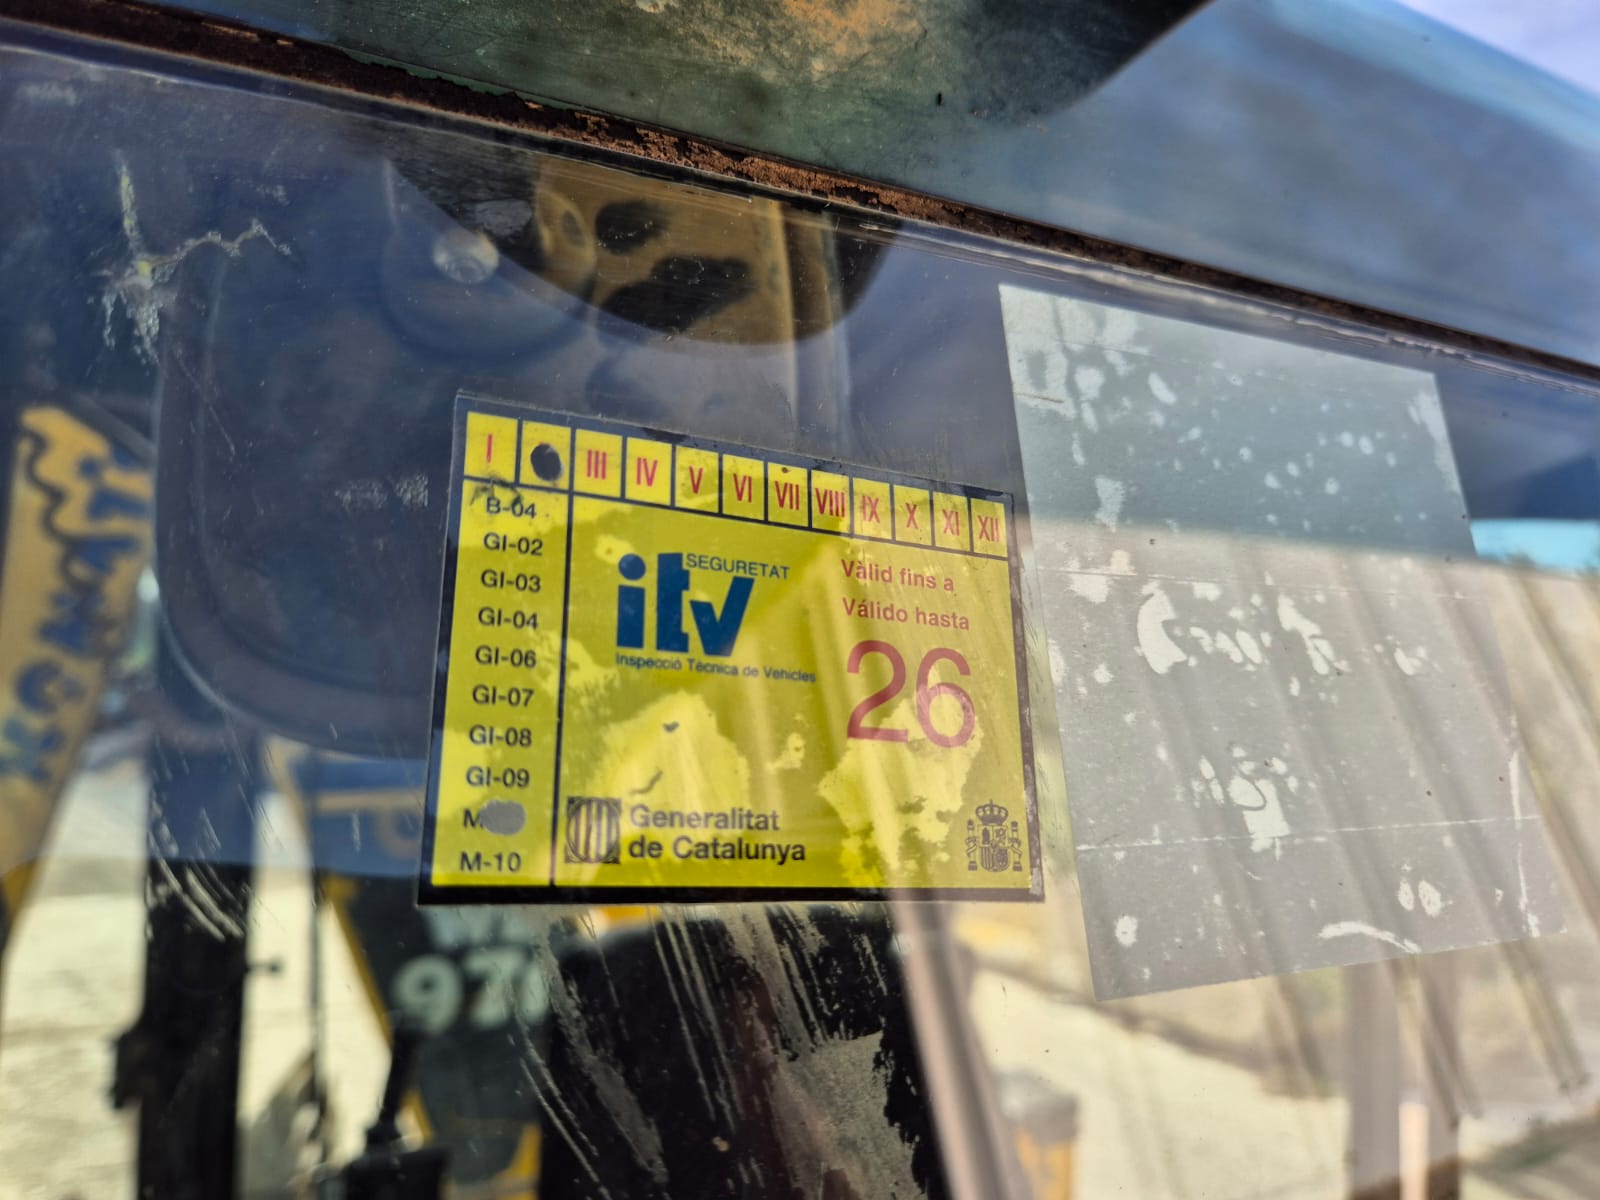 I III IV V VI VII VIII IX X XI XII
B-04
GI-02
GI-03
GI-04
GI-06
GI-07
GI-08
GI-09
M
M-10
SEGURETAT
itv
Inspecció Tècnica de Vehicles
Vàlid fins a
Válido hasta
26
Generalitat
de Catalunya
KOMAT
97